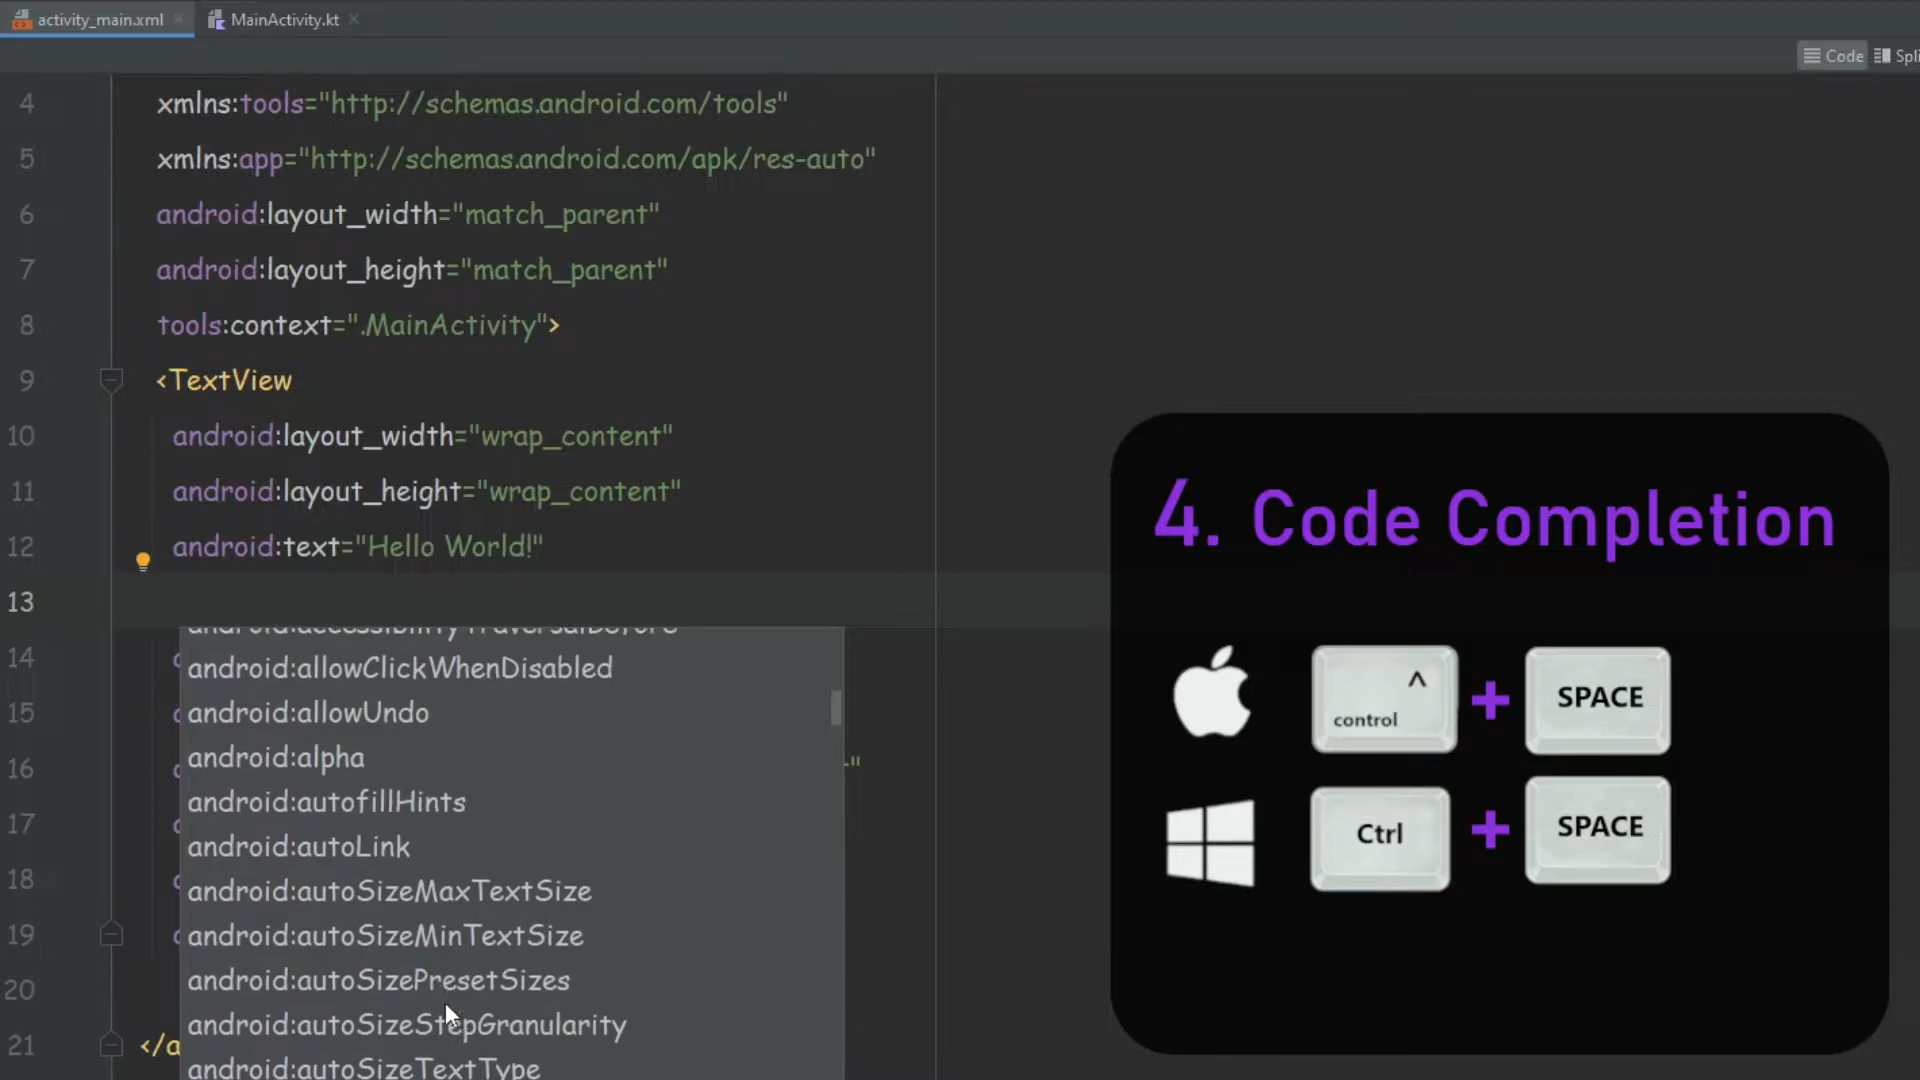 activity_main.xml
MainActivity.kt
Code
Spli
4 xmlns:tools="http://schemas.android.com/tools"
5 xmlns:app="http://schemas.android.com/apk/res-auto"
6 android:layout_width="match_parent"
7 android:layout_height="match_parent"
8 tools:context=".MainActivity">
9 <TextView
10 android:layout_width="wrap_content"
11 android:layout_height="wrap_content"
12 android:text="Hello World!"
13
14
15
16
17
18
19
20
21 </a
android:allowClickWhenDisabled
android:allowUndo
android:alpha
android:autofillHints
android:autoLink
android:autoSizeMaxTextSize
android:autoSizeMinTextSize
android:autoSizePresetSizes
android:autoSizeStepGranularity
android:autoSizeTextType
4. Code Completion
^
control + SPACE
Ctrl + SPACE